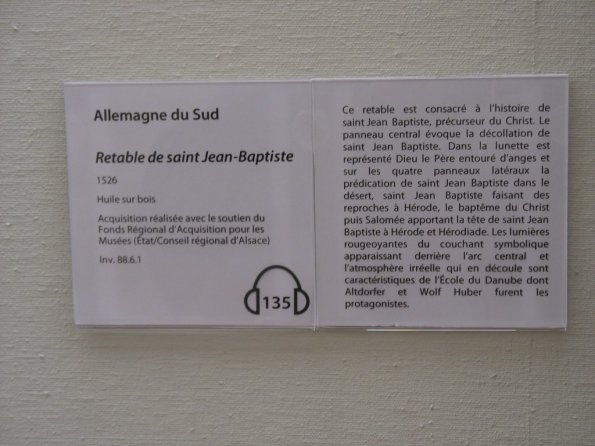 Allemagne du Sud
Retable de saint Jean-Baptiste
1526
Huile sur bois
Acquisition réalisée avec le soutien du
Fonds Régional d'Acquisition pour les
Musées (État/Conseil régional d'Alsace)
Inv. 88.6.1
135
Ce retable est consacré à l'histoire de
saint Jean Baptiste, précurseur du Christ. Le
panneau central évoque la décollation de
saint Jean Baptiste. Dans la lunette est
représenté Dieu le Père entouré d'anges et
sur les quatre panneaux latéraux la
prédication de saint Jean Baptiste dans le
désert, saint Jean Baptiste faisant des
reproches à Hérode, le baptême du Christ
puis Salomée apportant la tête de saint Jean
Baptiste à Hérode et Hérodiade. Les lumières
rougeoyantes du couchant symbolique
apparaissant derrière l'arc central et
l'atmosphère irréelle qui en découle sont
caractéristiques de l'École du Danube dont
Altdorfer et Wolf Huber furent les
protagonistes.